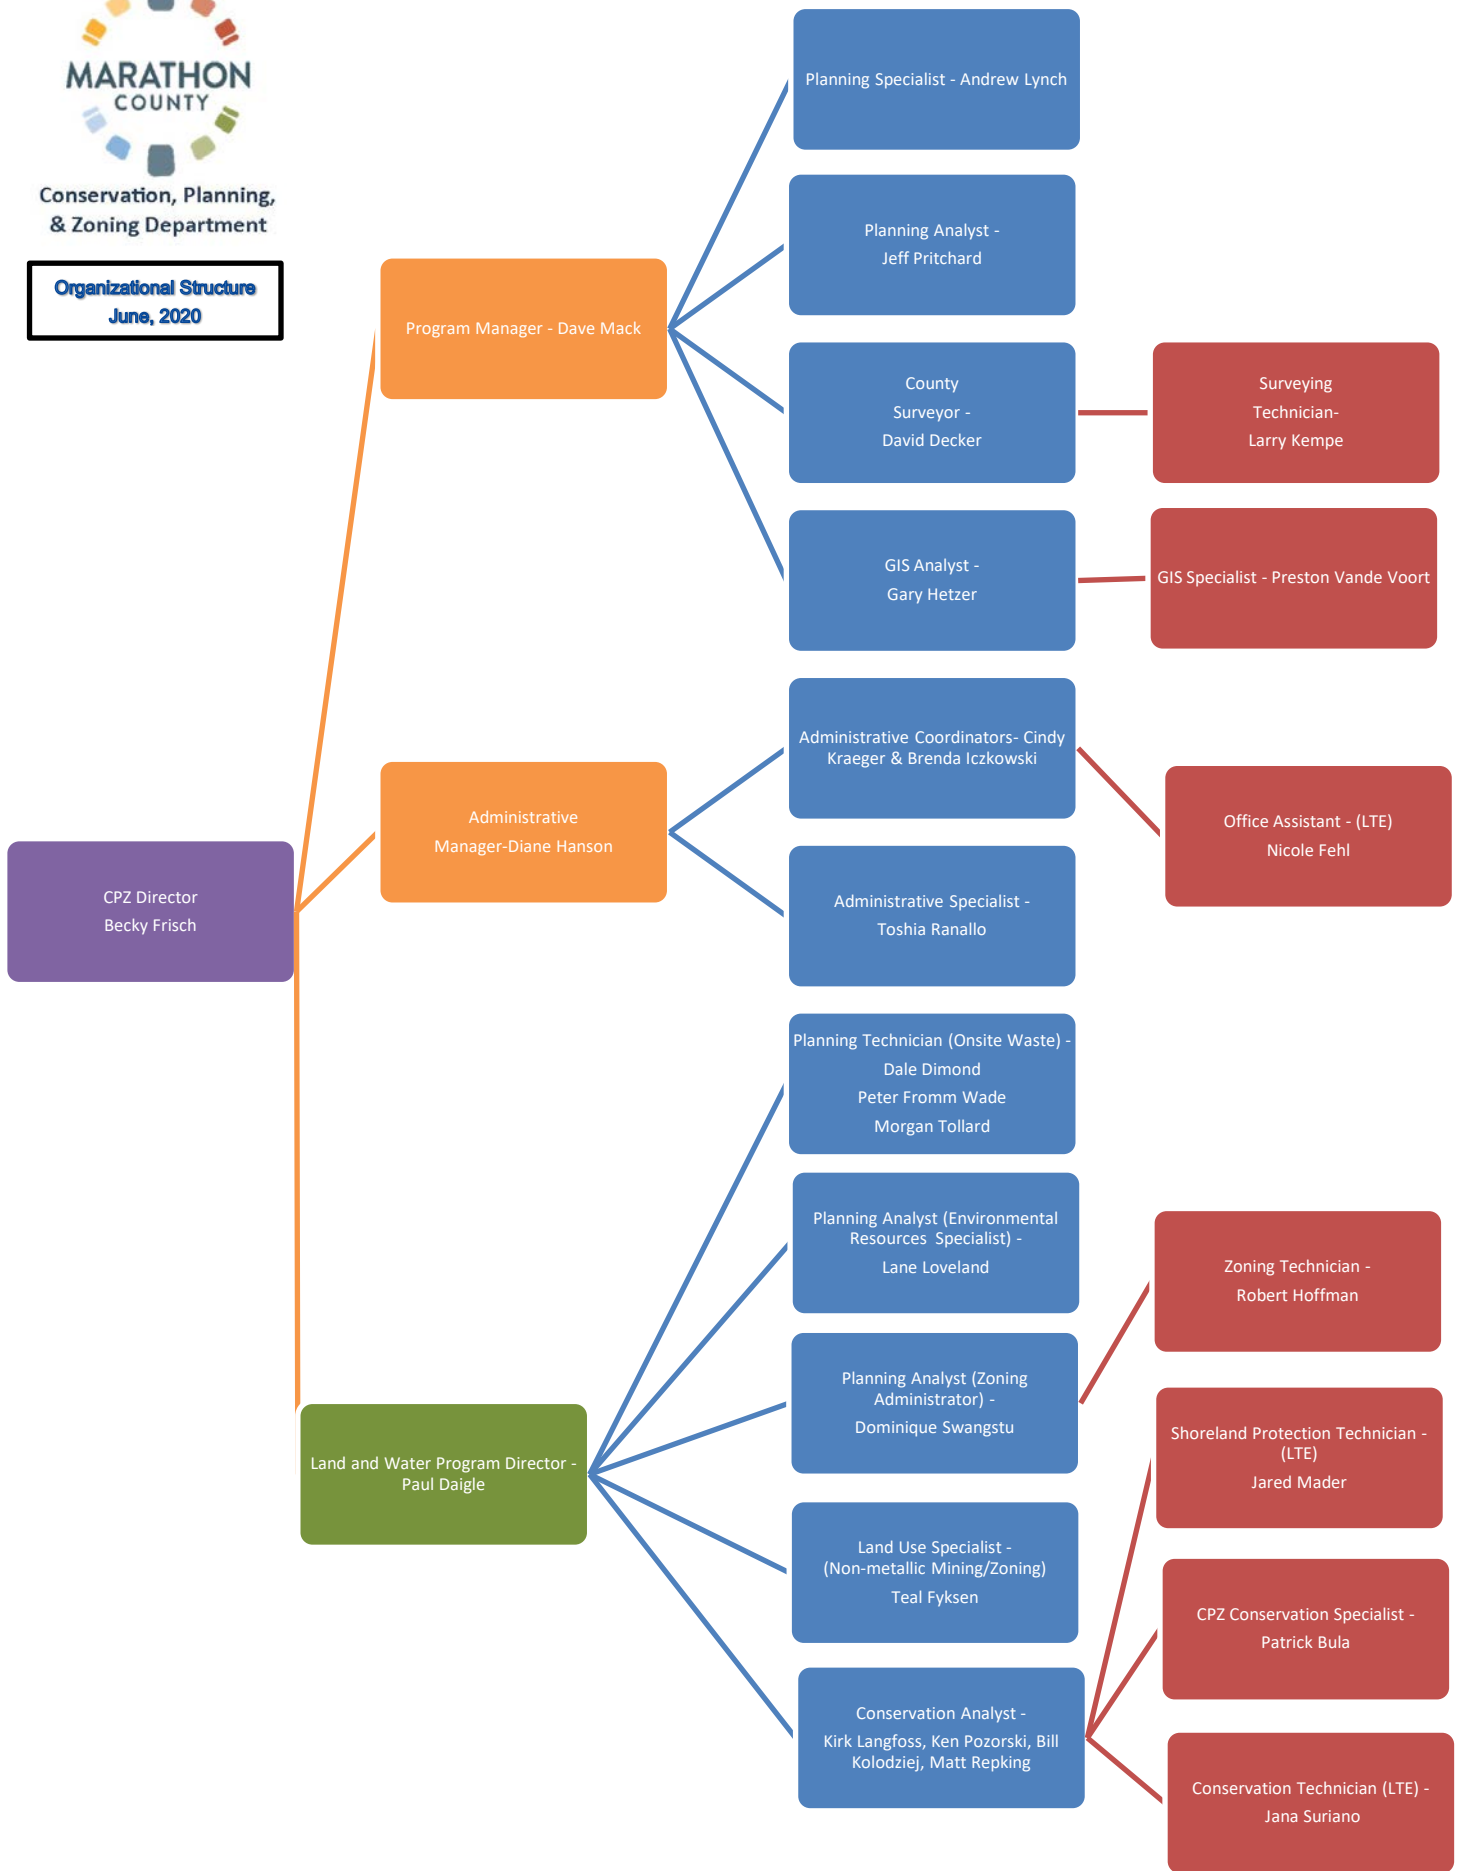 MARATHON
COUNTY
Conservation, Planning,
& Zoning Department
Organizational Structure
June, 2020
CPZ Director
Becky Frisch
Program Manager - Dave Mack
Planning Specialist - Andrew Lynch
Planning Analyst -
Jeff Pritchard
County
Surveyor -
David Decker
Surveying
Technician-
Larry Kempe
GIS Analyst -
Gary Hetzer
GIS Specialist - Preston Vande Voort
Administrative
Manager-Diane Hanson
Administrative Coordinators- Cindy
Kraeger & Brenda Iczkowski
Office Assistant - (LTE)
Nicole Fehl
Administrative Specialist -
Toshia Ranallo
Land and Water Program Director -
Paul Daigle
Planning Technician (Onsite Waste) -
Dale Dimond
Peter Fromm Wade
Morgan Tollard
Planning Analyst (Environmental
Resources Specialist) -
Lane Loveland
Planning Analyst (Zoning
Administrator) -
Dominique Swangstu
Zoning Technician -
Robert Hoffman
Land Use Specialist -
(Non-metallic Mining/Zoning)
Teal Fyksen
Conservation Analyst -
Kirk Langfoss, Ken Pozorski, Bill
Kolodziej, Matt Repking
Shoreland Protection Technician -
(LTE)
Jared Mader
CPZ Conservation Specialist -
Patrick Bula
Conservation Technician (LTE) -
Jana Suriano